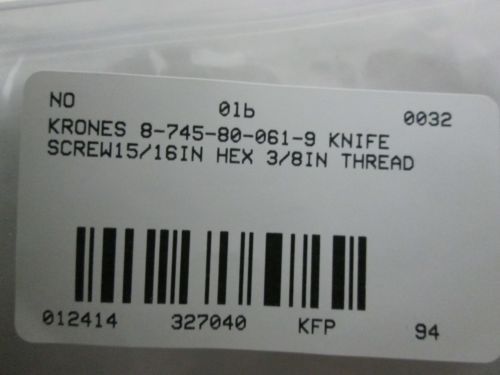 NO 01b 0032
KRONES 8-745-80-061-9 KNIFE
SCREW15/16IN HEX 3/8IN THREAD
012414 327040 KFP 94